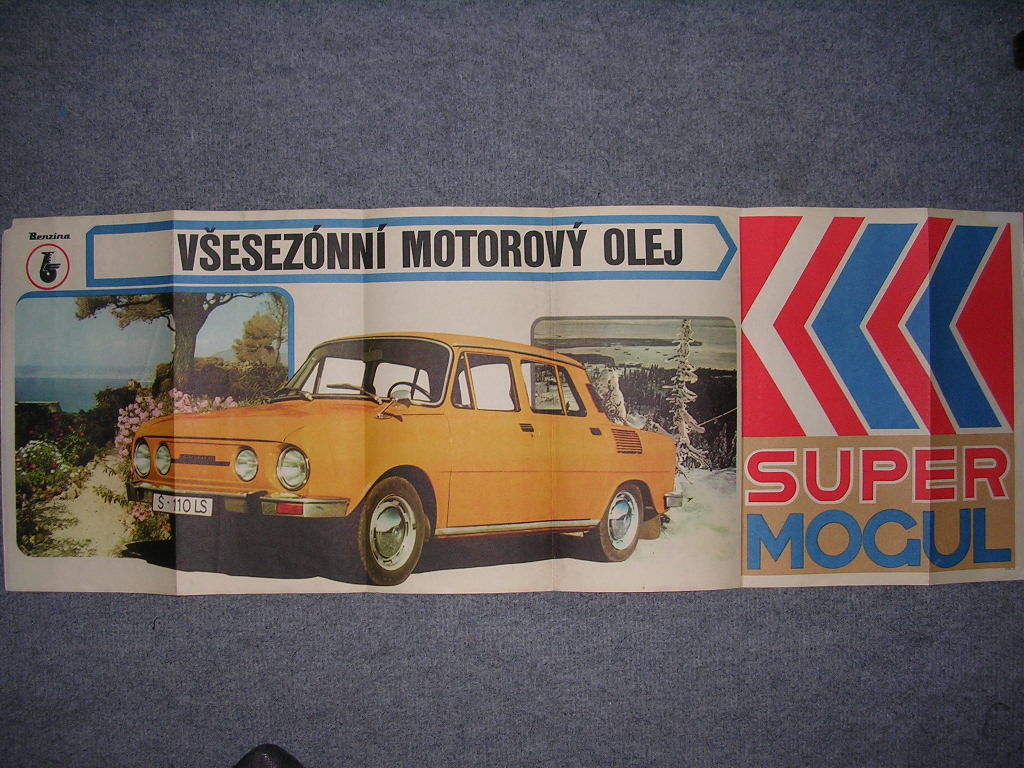 Benzina
VŠESEZÓNNÍ MOTOROVÝ OLEJ
Š-110 LS
SUPER
MOGUL